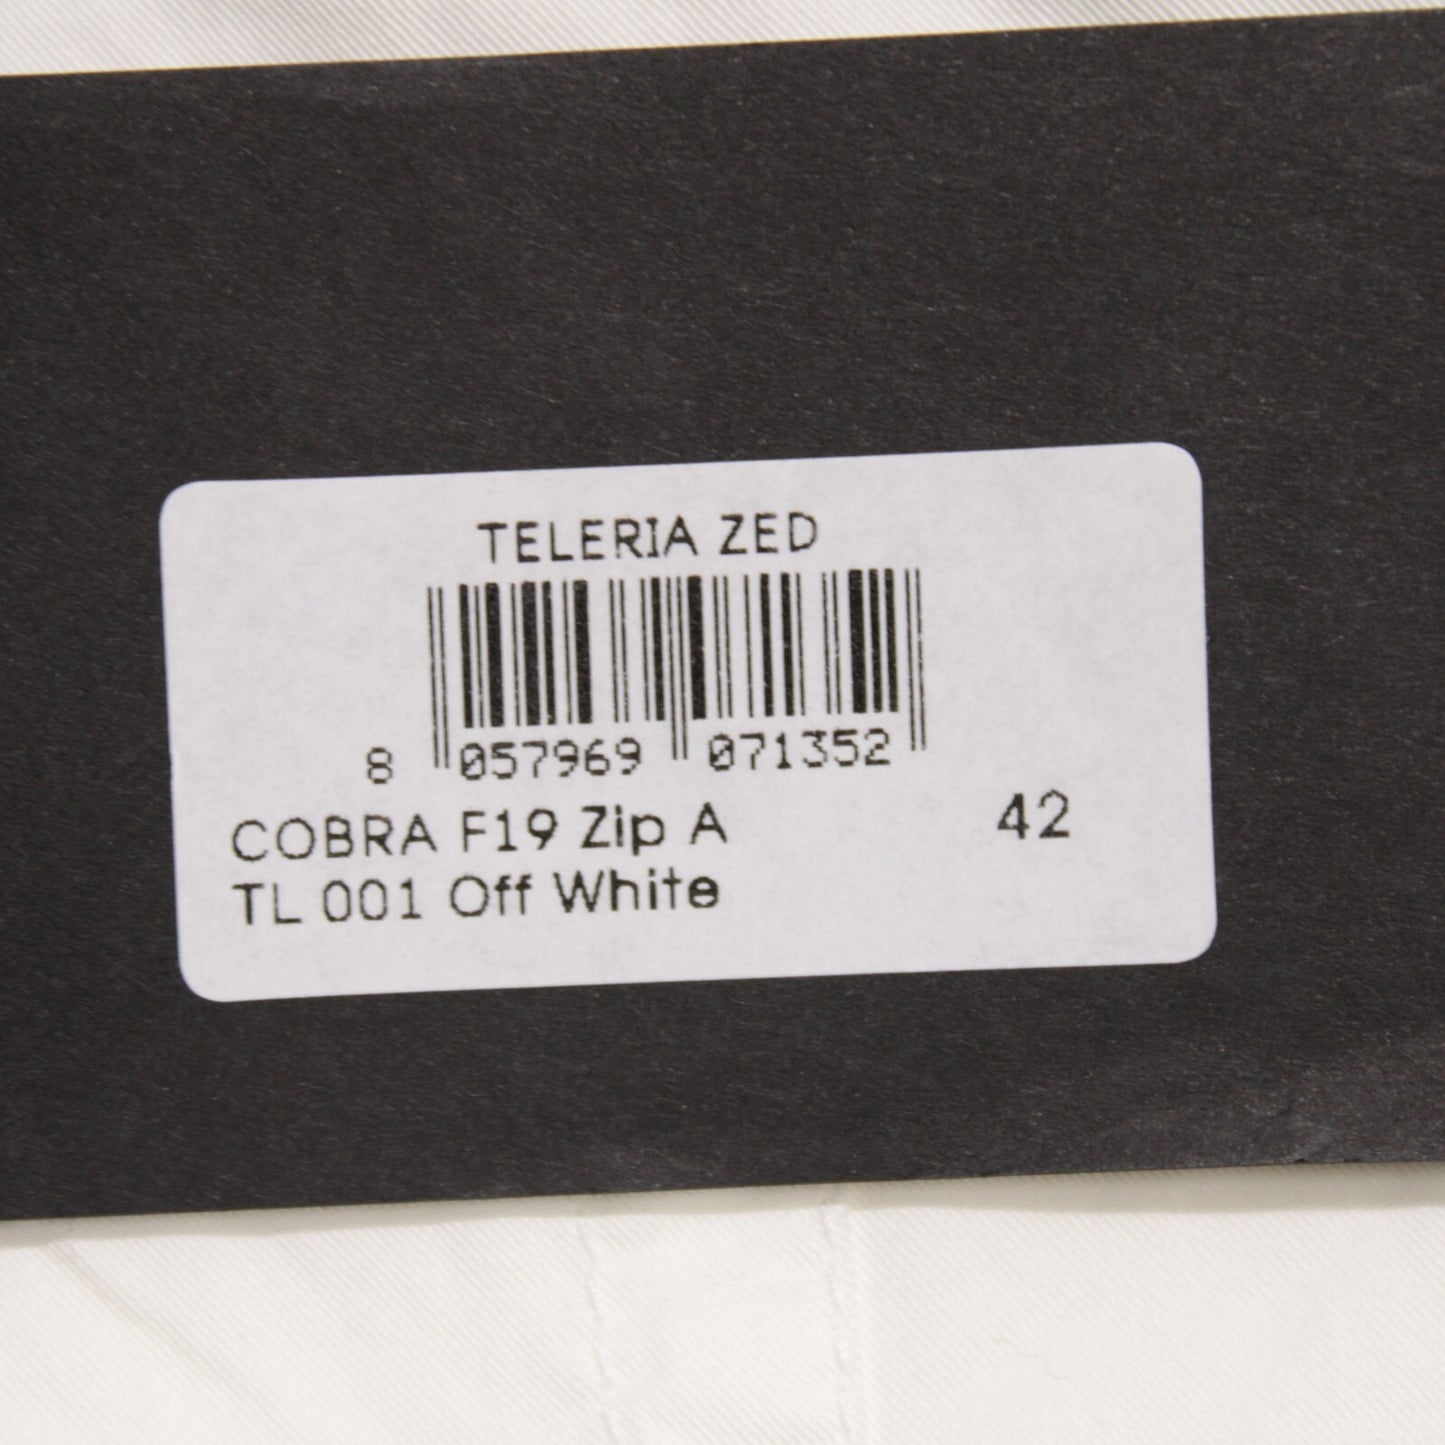 TELERIA ZED
8 057969 071352
COBRA F19 Zip A 42
TL 001 Off White